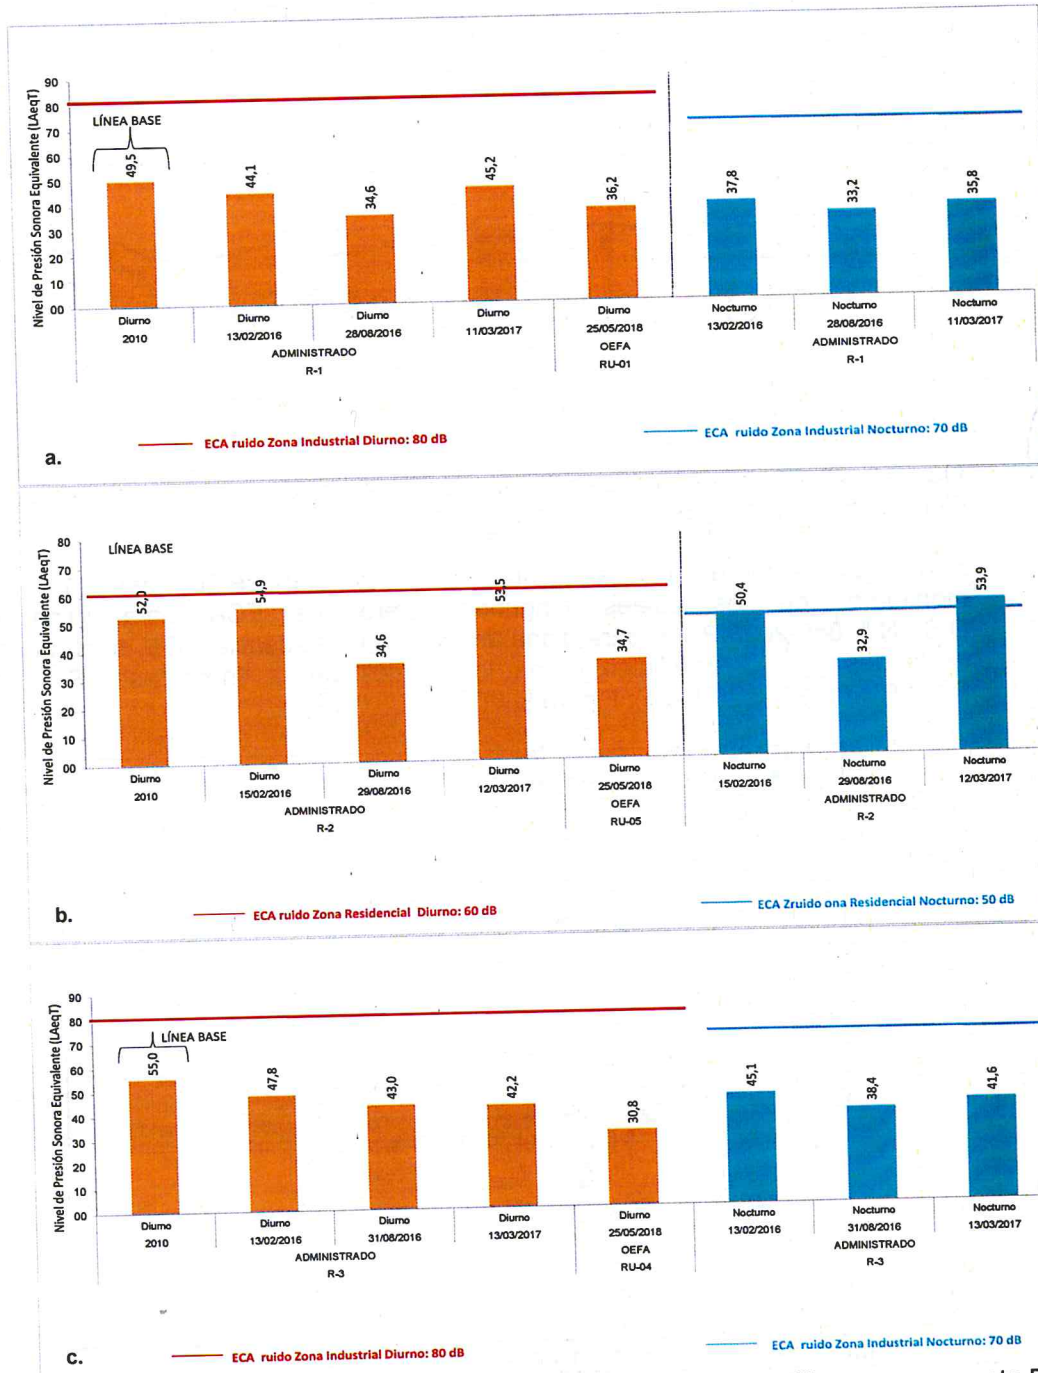 Nivel de Presión Sonora Equivalente (LAeqT)
90
80
70
60
50
40
30
20
10
00
LÍNEA BASE
49,5
44,1
34,6
45,2
36,2
37,8
33,2
35,8
Diurno Diurno Diurno Diurno Diurno Nocturno Nocturno Nocturno
2010 13/02/2016 28/08/2016 11/03/2017 25/05/2018 13/02/2016 28/08/2016 11/03/2017
ADMINISTRADO OEFA ADMINISTRADO
R-1 RU-01 R-1
ECA ruido Zona Industrial Diurno: 80 dB ECA ruido Zona Industrial Nocturno: 70 dB
a.
Nivel de Presión Sonora Equivalente (LAeqT)
80
70
60
50
40
30
20
10
00
LÍNEA BASE
52,0
54,9
34,6
53,5
34,7
50,4
32,9
53,9
Diurno Diurno Diurno Diurno Diurno Nocturno Nocturno Nocturno
2010 15/02/2016 29/08/2016 12/03/2017 25/05/2018 15/02/2016 29/08/2016 12/03/2017
ADMINISTRADO OEFA ADMINISTRADO
R-2 RU-05 R-2
b.
ECA ruido Zona Residencial Diurno: 60 dB ECA Zruido ona Residencial Nocturno: 50 dB
Nivel de Presión Sonora Equivalente (LAeqT)
90
80
70
60
50
40
30
20
10
00
LÍNEA BASE
55,0
47,8
43,0
42,2
30,8
45,1
38,4
41,6
Diurno Diurno Diurno Diurno Diurno Nocturno Nocturno Nocturno
2010 13/02/2016 31/08/2016 13/03/2017 25/05/2018 13/02/2016 31/08/2016 13/03/2017
ADMINISTRADO OEFA ADMINISTRADO
R-3 RU-04 R-3
c.
ECA ruido Zona Industrial Diurno: 80 dB ECA ruido Zona Industrial Nocturno: 70 dB